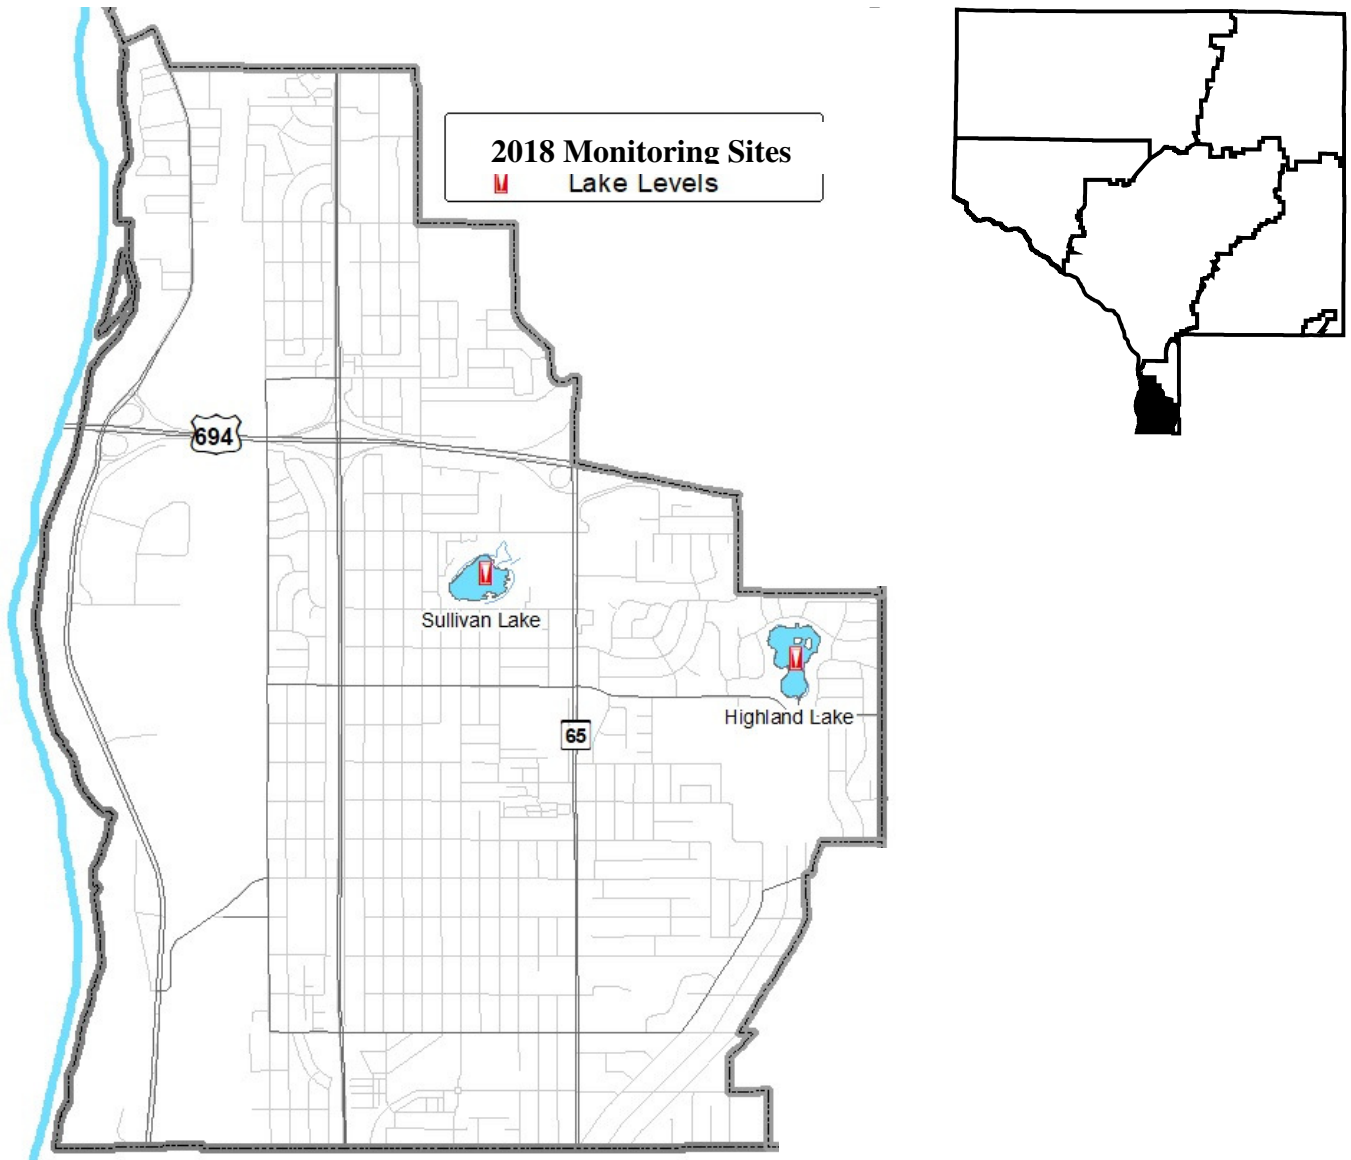 2018 Monitoring Sites
Lake Levels
694
Sullivan Lake
Highland Lake
65